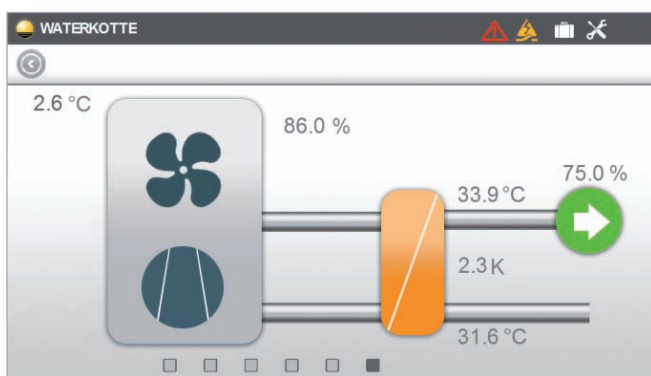 WATERKOTTE
2.6 °C
86.0 %
75.0 %
33.9 °C
2.3 K
31.6 °C